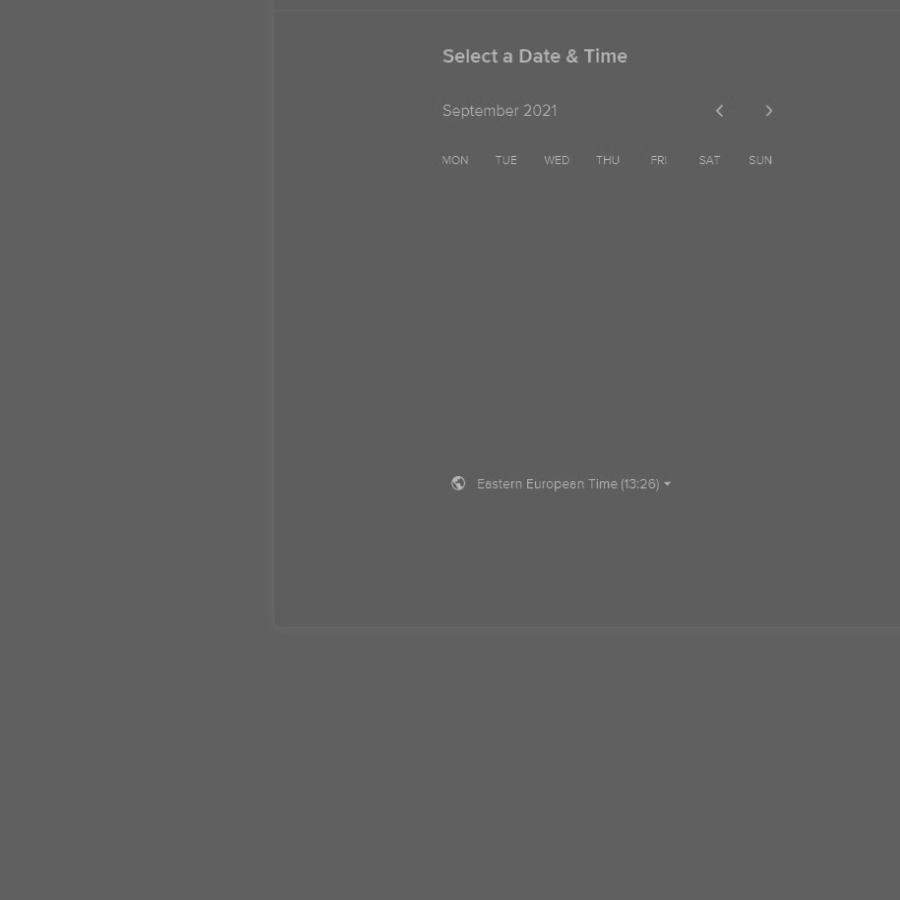 Select a Date & Time
September 2021
MON TUE WED THU FRI SAT SUN
Eastern European Time (13:26)